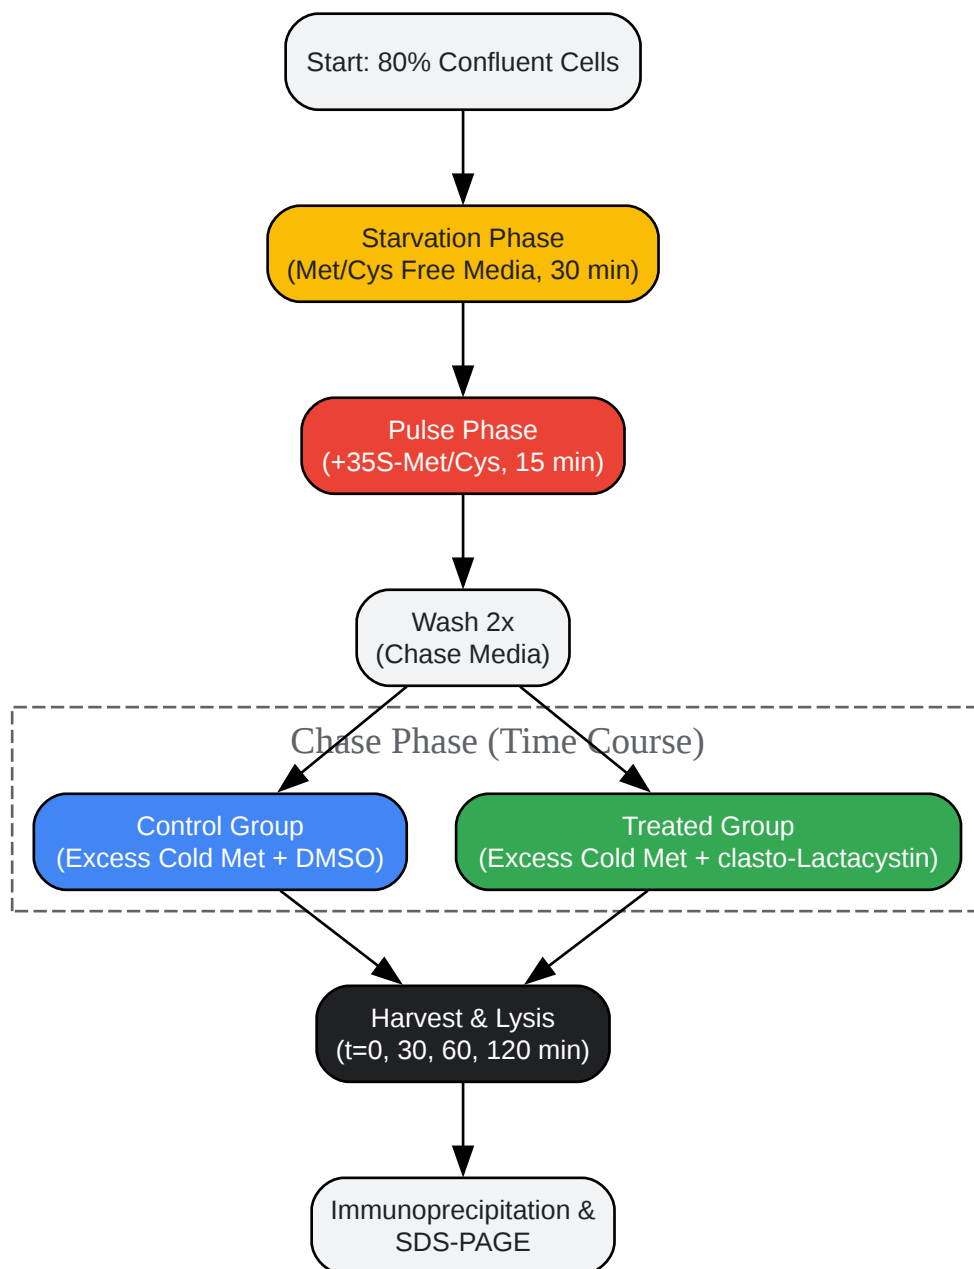 Start: 80% Confluent Cells
Starvation Phase
(Met/Cys Free Media, 30 min)
Pulse Phase
(+35S-Met/Cys, 15 min)
Wash 2x
(Chase Media)
Chase Phase (Time Course)
Control Group
(Excess Cold Met + DMSO)
Treated Group
(Excess Cold Met + clasto-Lactacystin)
Harvest & Lysis
(t=0, 30, 60, 120 min)
Immunoprecipitation &
SDS-PAGE